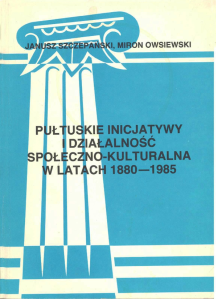 JANUSZ SZCZEPAŃSKI, MIRON OWSIEWSKI
PUŁTUSKIE INICJATYWY
I DZIAŁALNOŚĆ
SPOŁECZNO-KULTURALNA
W LATACH 1880—1985